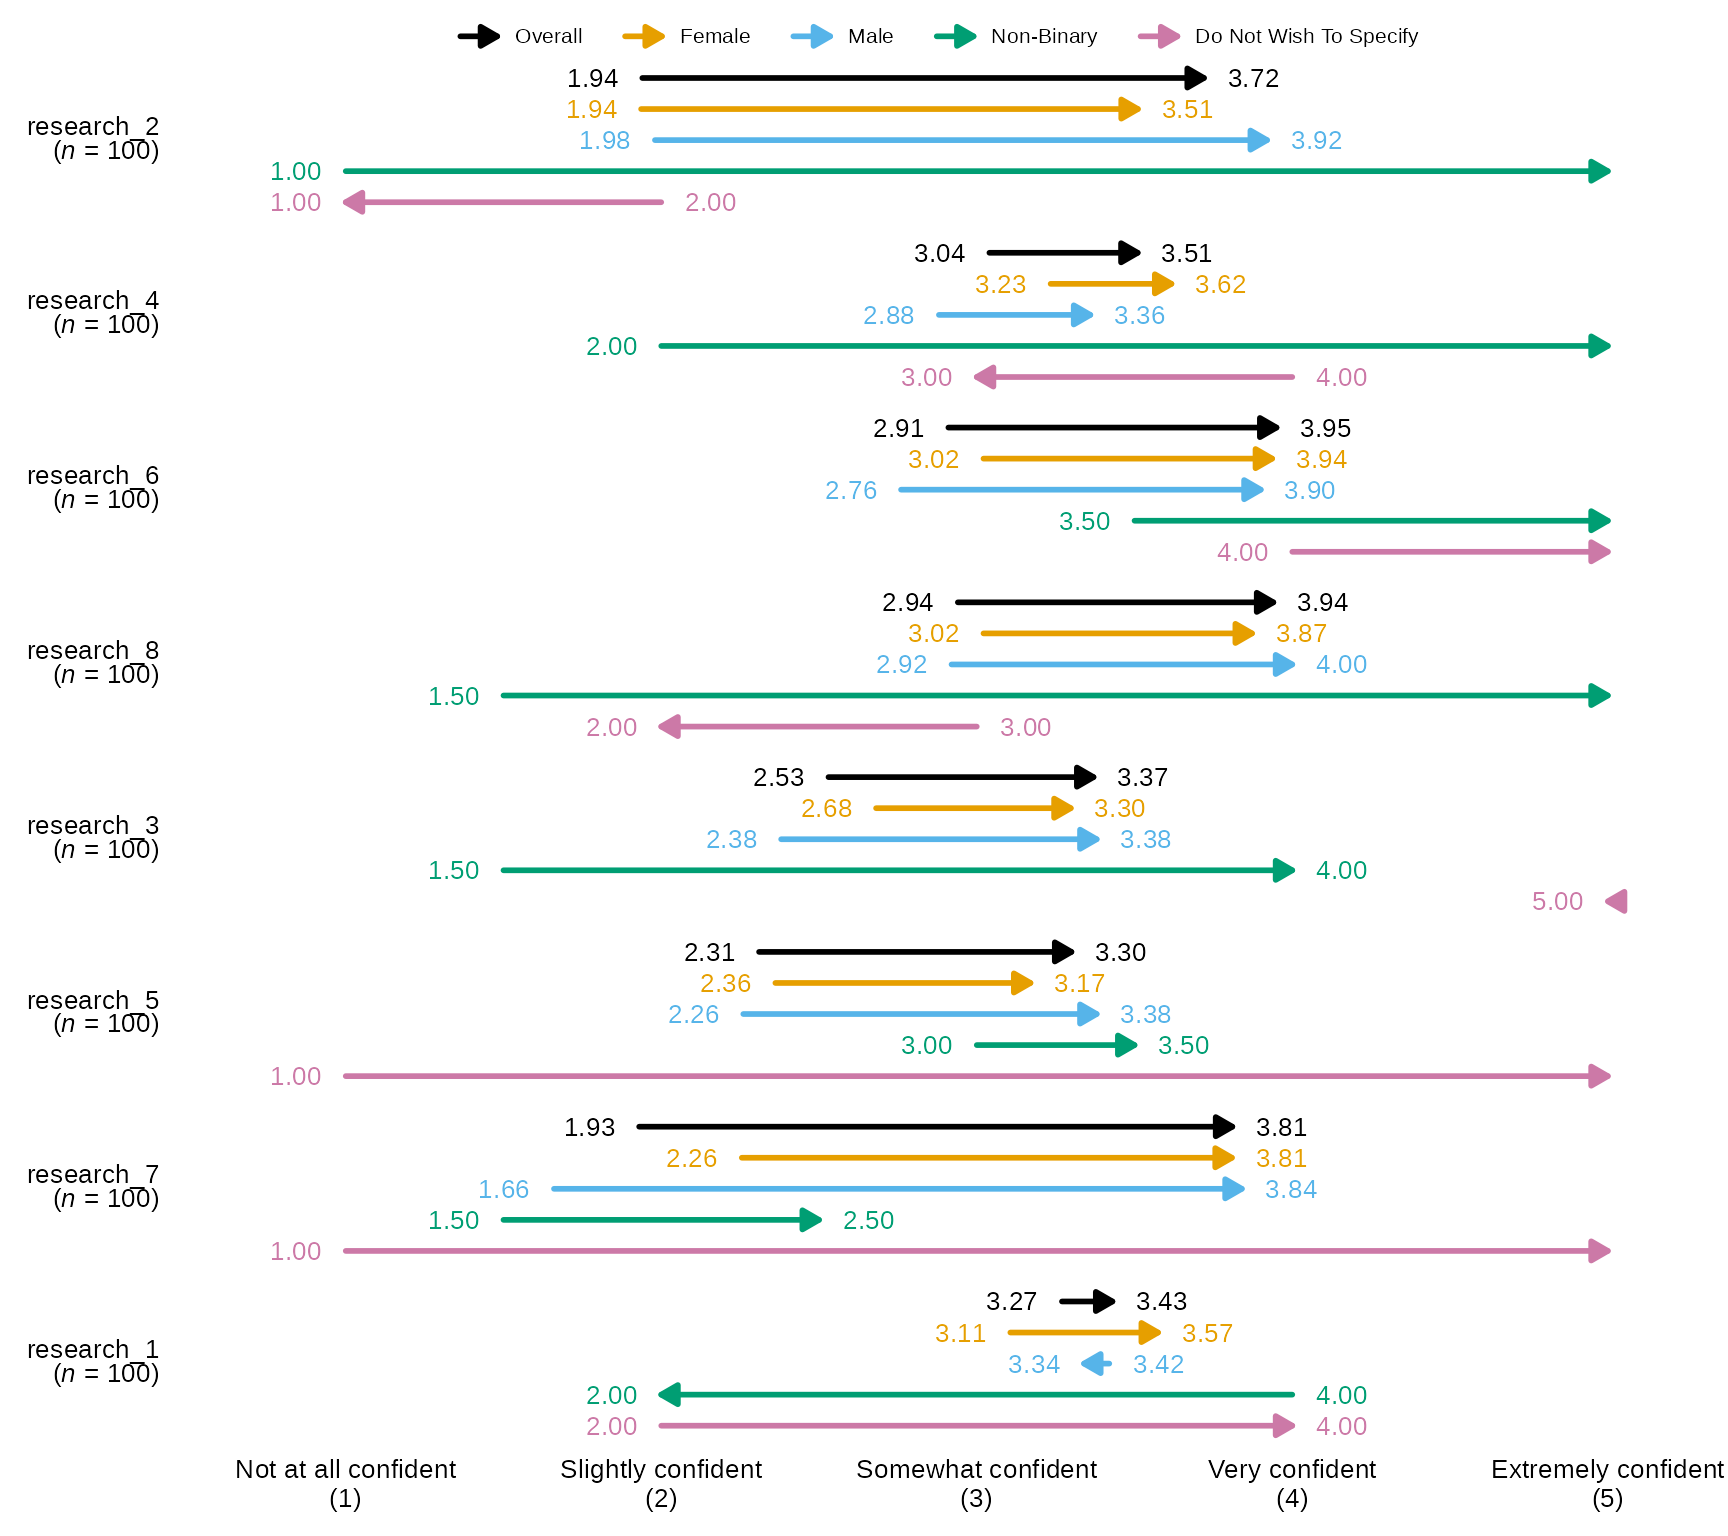 Overall Female Male Non-Binary Do Not Wish To Specify
1.94 3.72
1.94 3.51
research_2
1.98 3.92
(n = 100)
1.00
1.00 2.00
3.04 3.51
3.23 3.62
research_4
2.88 3.36
(n = 100)
2.00
3.00 4.00
2.91 3.95
3.02 3.94
research_6
2.76 3.90
(n = 100)
3.50
4.00
2.94 3.94
3.02 3.87
research_8
2.92 4.00
(n = 100)
1.50
2.00 3.00
2.53 3.37
2.68 3.30
research_3
2.38 3.38
(n = 100)
1.50 4.00
5.00
2.31 3.30
2.36 3.17
research_5
2.26 3.38
(n = 100)
3.00 3.50
1.00
1.93 3.81
2.26 3.81
research_7
1.66 3.84
(n = 100)
1.50 2.50
1.00
3.27 3.43
3.11 3.57
research_1
3.34 3.42
(n = 100)
2.00 4.00
2.00 4.00
Not at all confident Slightly confident Somewhat confident Very confident Extremely confident
(1) (2) (3) (4) (5)